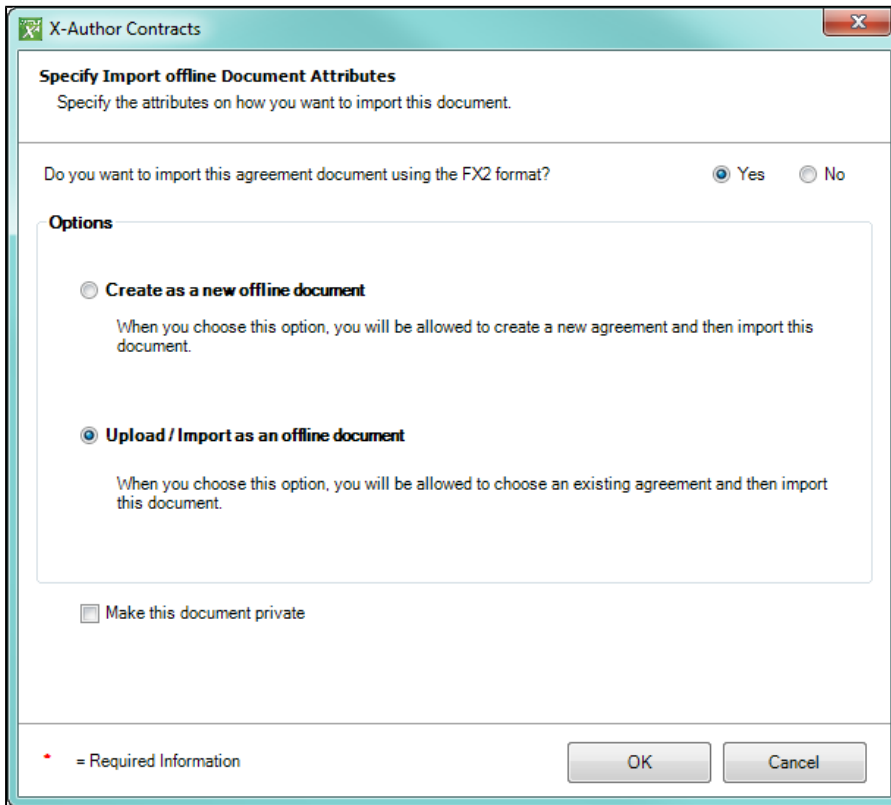 X-Author Contracts
Specify Import offline Document Attributes
Specify the attributes on how you want to import this document.
Do you want to import this agreement document using the FX2 format? Yes No
Options
Create as a new offline document
When you choose this option, you will be allowed to create a new agreement and then import this
document.
Upload / Import as an offline document
When you choose this option, you will be allowed to choose an existing agreement and then import
this document.
Make this document private
* = Required Information OK Cancel